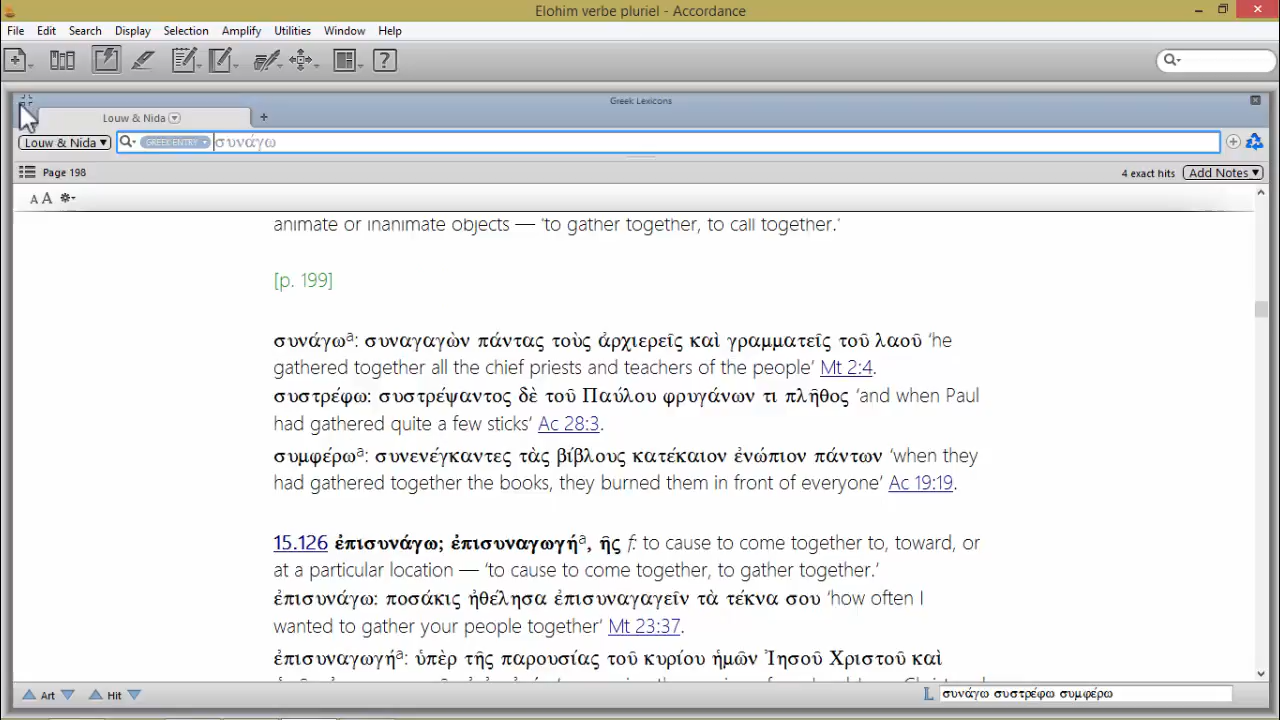 Elohim verbe pluriel - Accordance
File Edit Search Display Selection Amplify Utilities Window Help
Greek Lexicons
Louw & Nida
Louw & Nida GREEK ENTRY συνάγω
Page 198 4 exact hits Add Notes
A A
animate or inanimate objects — ‘to gather together, to call together.’
[p. 199]
συνάγωᵃ: συναγαγὼν πάντας τοὺς ἀρχιερεῖς καὶ γραμματεῖς τοῦ λαοῦ ‘he
gathered together all the chief priests and teachers of the people’ Mt 2:4.
συστρέφω: συστρέψαντος δὲ τοῦ Παύλου φρυγάνων τι πλῆθος ‘and when Paul
had gathered quite a few sticks’ Ac 28:3.
συμφέρωᵃ: συνενέγκαντες τὰς βίβλους κατέκαιον ἐνώπιον πάντων ‘when they
had gathered together the books, they burned them in front of everyone’ Ac 19:19.
15.126 ἐπισυνάγω; ἐπισυναγωγήᵃ, ῆς f: to cause to come together to, toward, or
at a particular location — ‘to cause to come together, to gather together.’
ἐπισυνάγω: ποσάκις ἠθέλησα ἐπισυναγαγεῖν τὰ τέκνα σου ‘how often I
wanted to gather your people together’ Mt 23:37.
ἐπισυναγωγήᵃ: ὑπὲρ τῆς παρουσίας τοῦ κυρίου ἡμῶν Ἰησοῦ Χριστοῦ καὶ
Art Hit L συνάγω συστρέφω συμφέρω